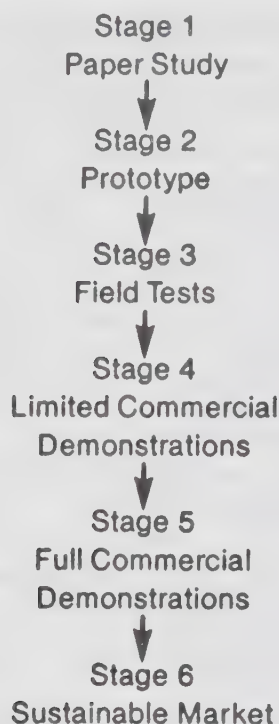 Stage 1
Paper Study
Stage 2
Prototype
Stage 3
Field Tests
Stage 4
Limited Commercial
Demonstrations
Stage 5
Full Commercial
Demonstrations
Stage 6
Sustainable Market